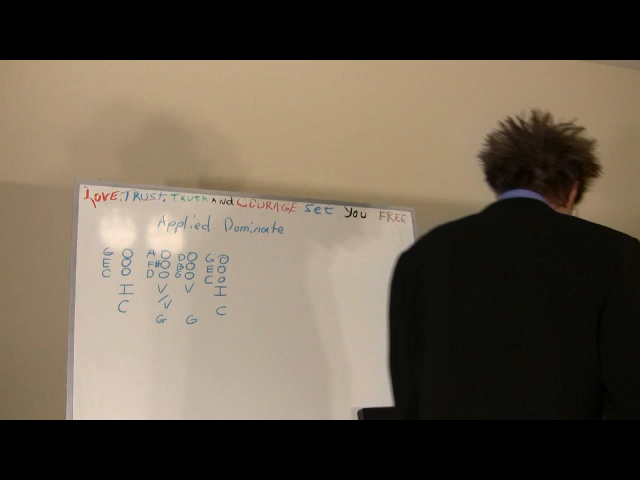 LOVE, TRUST, TRUTH AND COURAGE Set You FREE
Applied Dominate
G O A O D O G O
E O F#O B O E O
C O D O G O C O
I V V I
/V
C C
G G